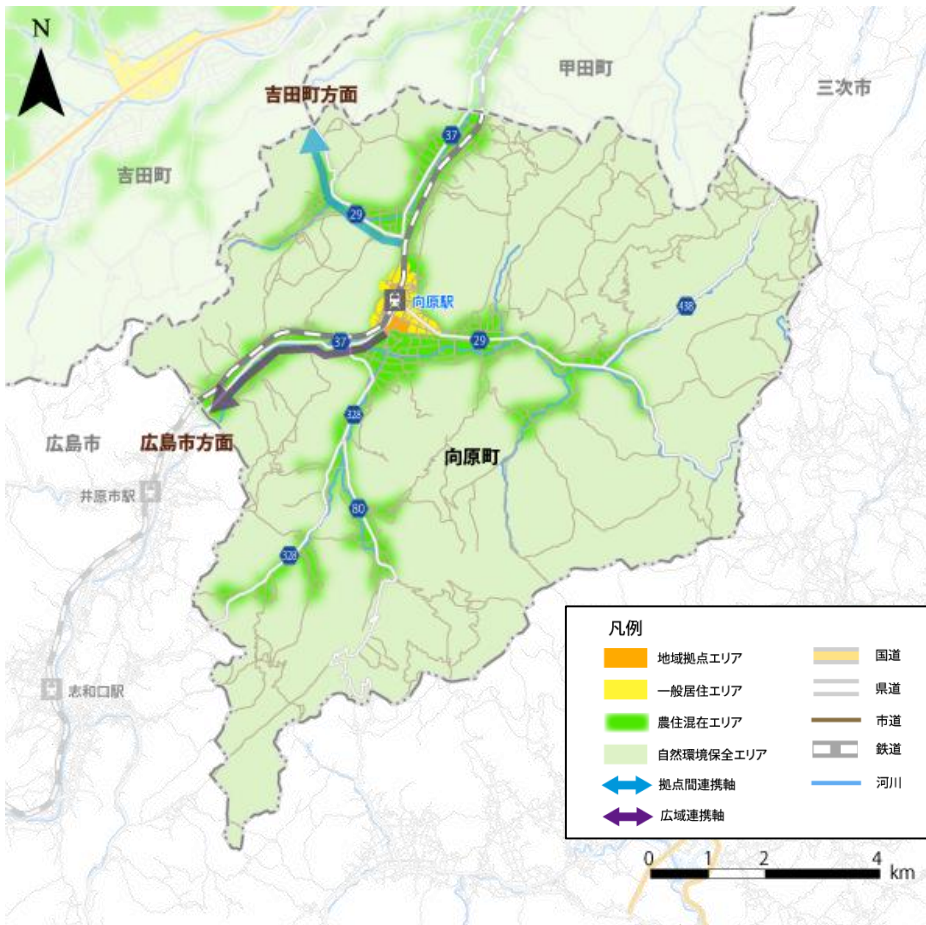 N
甲田町
三次市
吉田町方面
37
吉田町
29
向原駅
438
37
29
広島市
広島市方面
328
向原町
井原市駅
80
328
志和口駅
凡例
地域拠点エリア
一般居住エリア
農住混在エリア
自然環境保全エリア
拠点間連携軸
広域連携軸
国道
県道
市道
鉄道
河川
0 1 2 4 km